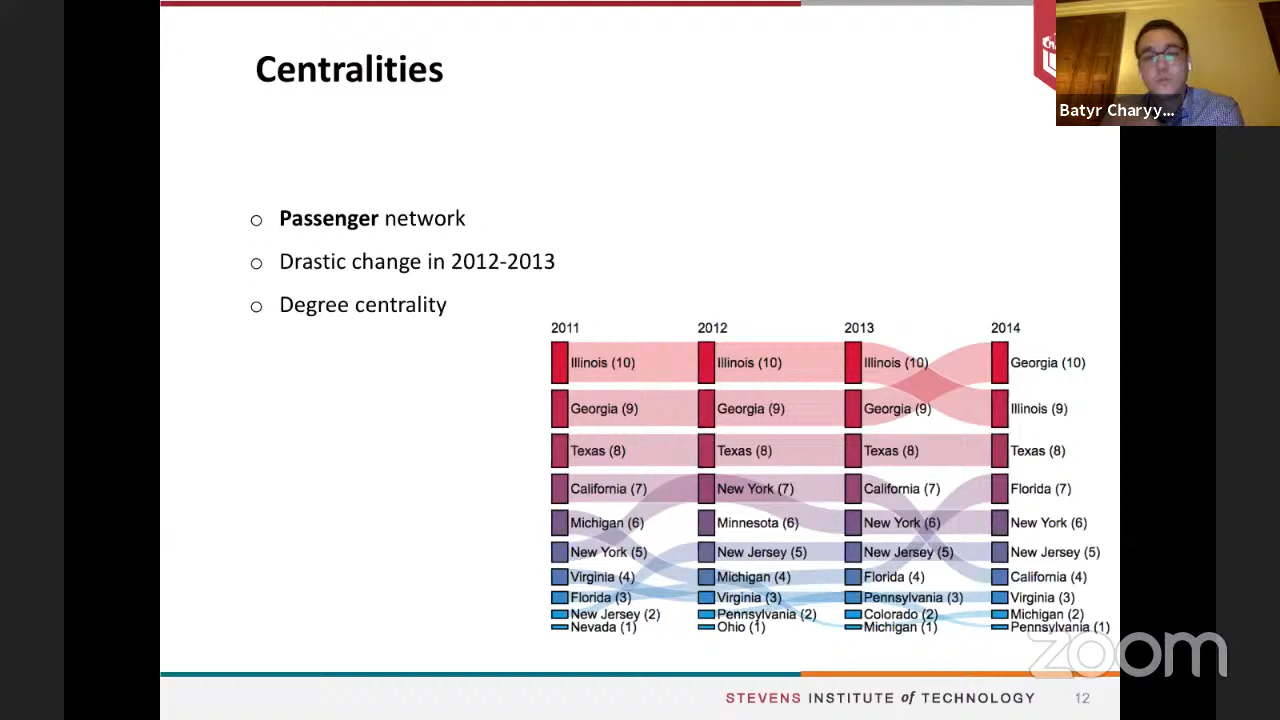 Centralities
Batyr Charyy...
○ Passenger network
○ Drastic change in 2012-2013
○ Degree centrality
2011 2012 2013 2014
Illinois (10) Illinois (10) Illinois (10) Georgia (10)
Georgia (9) Georgia (9) Georgia (9) Illinois (9)
Texas (8) Texas (8) Texas (8) Texas (8)
California (7) New York (7) California (7) Florida (7)
Michigan (6) Minnesota (6) New York (6) New York (6)
New York (5) New Jersey (5) New Jersey (5) New Jersey (5)
Virginia (4) Michigan (4) Florida (4) California (4)
Florida (3) Virginia (3) Pennsylvania (3) Virginia (3)
New Jersey (2) Pennsylvania (2) Colorado (2) Michigan (2)
Nevada (1) Ohio (1) Michigan (1) Pennsylvania (1)
zoom
STEVENS INSTITUTE of TECHNOLOGY 12